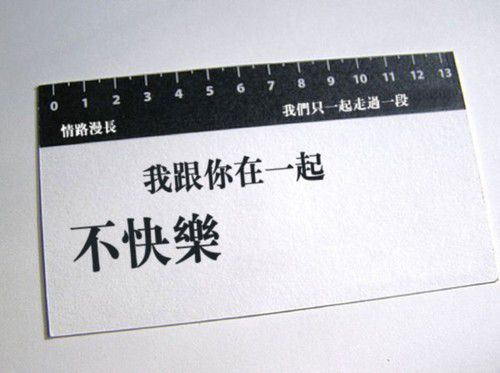 0 1 2 3 4 5 6 7 8 9 10 11 12 13
情路漫長 我們只一起走過一段
我跟你在一起
不快樂